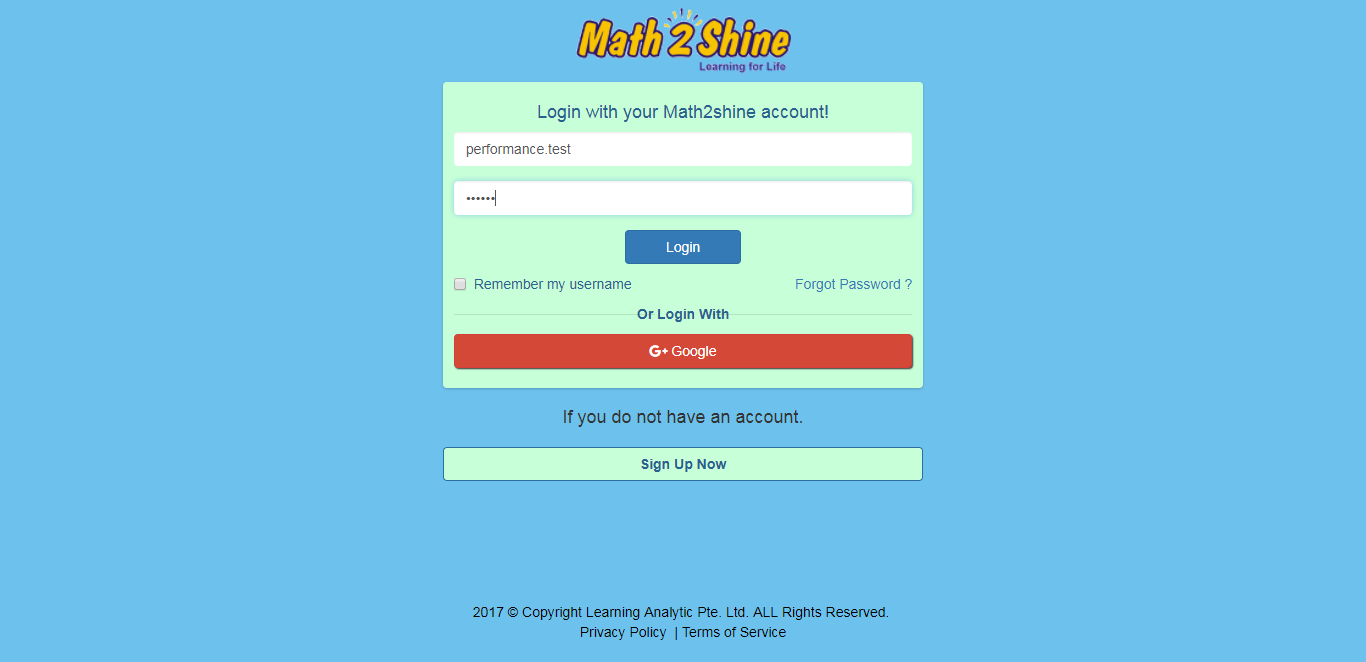 Math 2 Shine
Learning for Life
Login with your Math2shine account!
performance.test
••••••
Login
Remember my username
Forgot Password ?
Or Login With
G+ Google
If you do not have an account.
Sign Up Now
2017 © Copyright Learning Analytic Pte. Ltd. ALL Rights Reserved.
Privacy Policy | Terms of Service